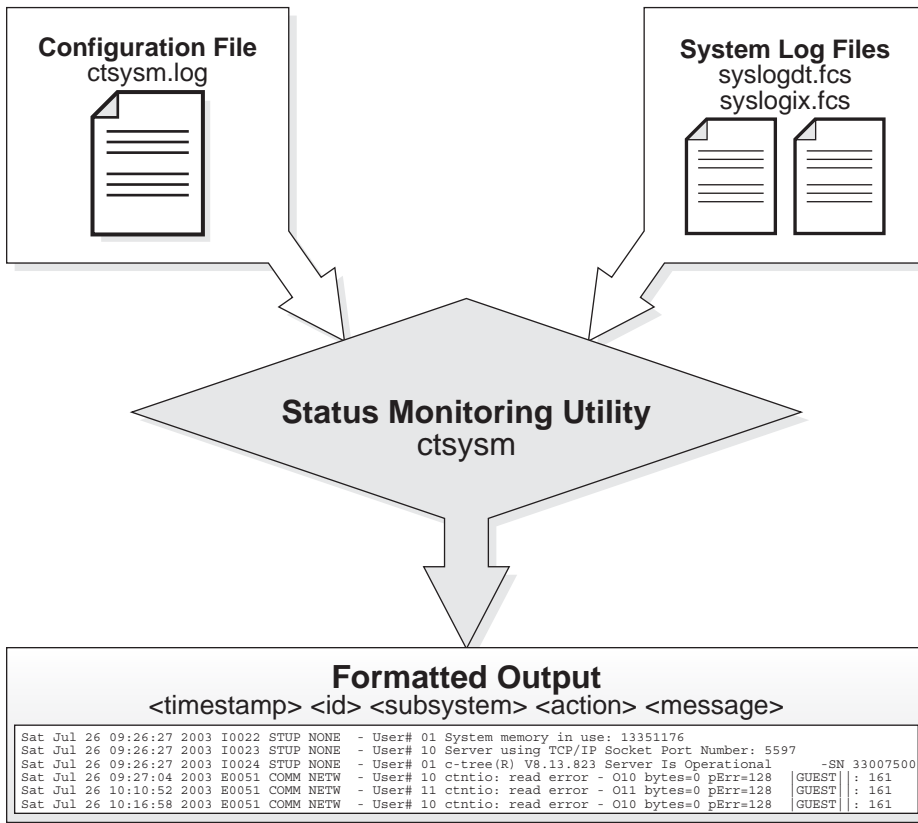 Configuration File
ctsysm.log
System Log Files
syslogdt.fcs
syslogix.fcs
Status Monitoring Utility
ctsysm
Formatted Output
<timestamp> <id> <subsystem> <action> <message>
Sat Jul 26 09:26:27 2003 I0022 STUP NONE - User# 01 System memory in use: 13351176
Sat Jul 26 09:26:27 2003 I0023 STUP NONE - User# 10 Server using TCP/IP Socket Port Number: 5597
Sat Jul 26 09:26:27 2003 I0024 STUP NONE - User# 01 c-tree(R) V8.13.823 Server Is Operational -SN 33007500
Sat Jul 26 09:27:04 2003 E0051 COMM NETW - User# 10 ctntio: read error - O10 bytes=0 pErr=128 |GUEST||: 161
Sat Jul 26 10:10:52 2003 E0051 COMM NETW - User# 11 ctntio: read error - O11 bytes=0 pErr=128 |GUEST||: 161
Sat Jul 26 10:16:58 2003 E0051 COMM NETW - User# 10 ctntio: read error - O10 bytes=0 pErr=128 |GUEST||: 161